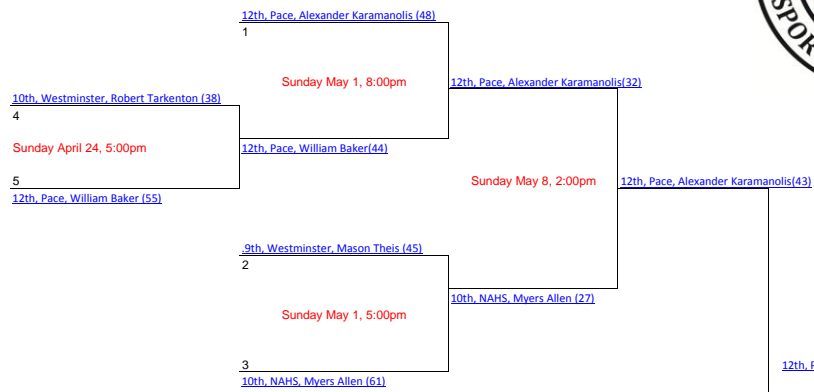 12th, Pace, Alexander Karamanolis (48)
1
Sunday May 1, 8:00pm
12th, Pace, Alexander Karamanolis(32)
10th, Westminster, Robert Tarkenton (38)
4
Sunday April 24, 5:00pm
12th, Pace, William Baker(44)
5
12th, Pace, William Baker (55)
Sunday May 8, 2:00pm
12th, Pace, Alexander Karamanolis(43)
.9th, Westminster, Mason Theis (45)
2
10th, NAHS, Myers Allen (27)
Sunday May 1, 5:00pm
3
10th, NAHS, Myers Allen (61)
12th, P
SPOR